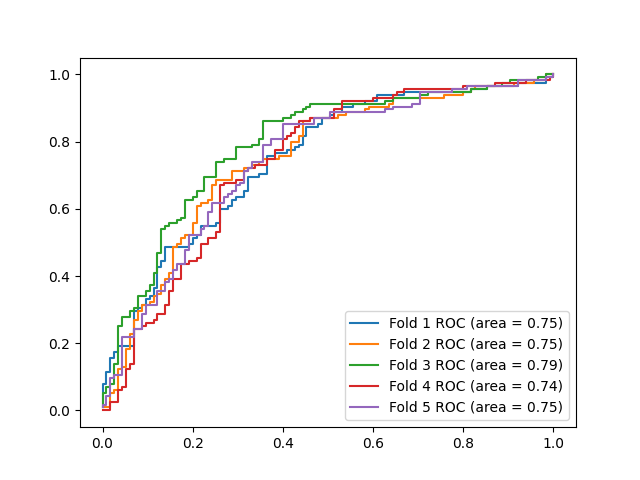 1.0
0.8
0.6
0.4
0.2
0.0
Fold 1 ROC (area = 0.75)
Fold 2 ROC (area = 0.75)
Fold 3 ROC (area = 0.79)
Fold 4 ROC (area = 0.74)
Fold 5 ROC (area = 0.75)
0.0 0.2 0.4 0.6 0.8 1.0